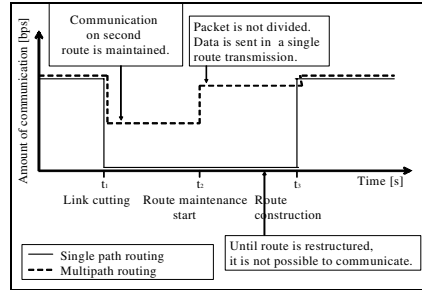 Communication
on second
route is maintained.
Packet is not divided.
Data is sent in a single
route transmission.
Amount of communication [bps]
Time [s]
t1
t2
t3
Link cutting
Route maintenance
start
Route
construction
Until route is restructured,
it is not possible to communicate.
Single path routing
Multipath routing